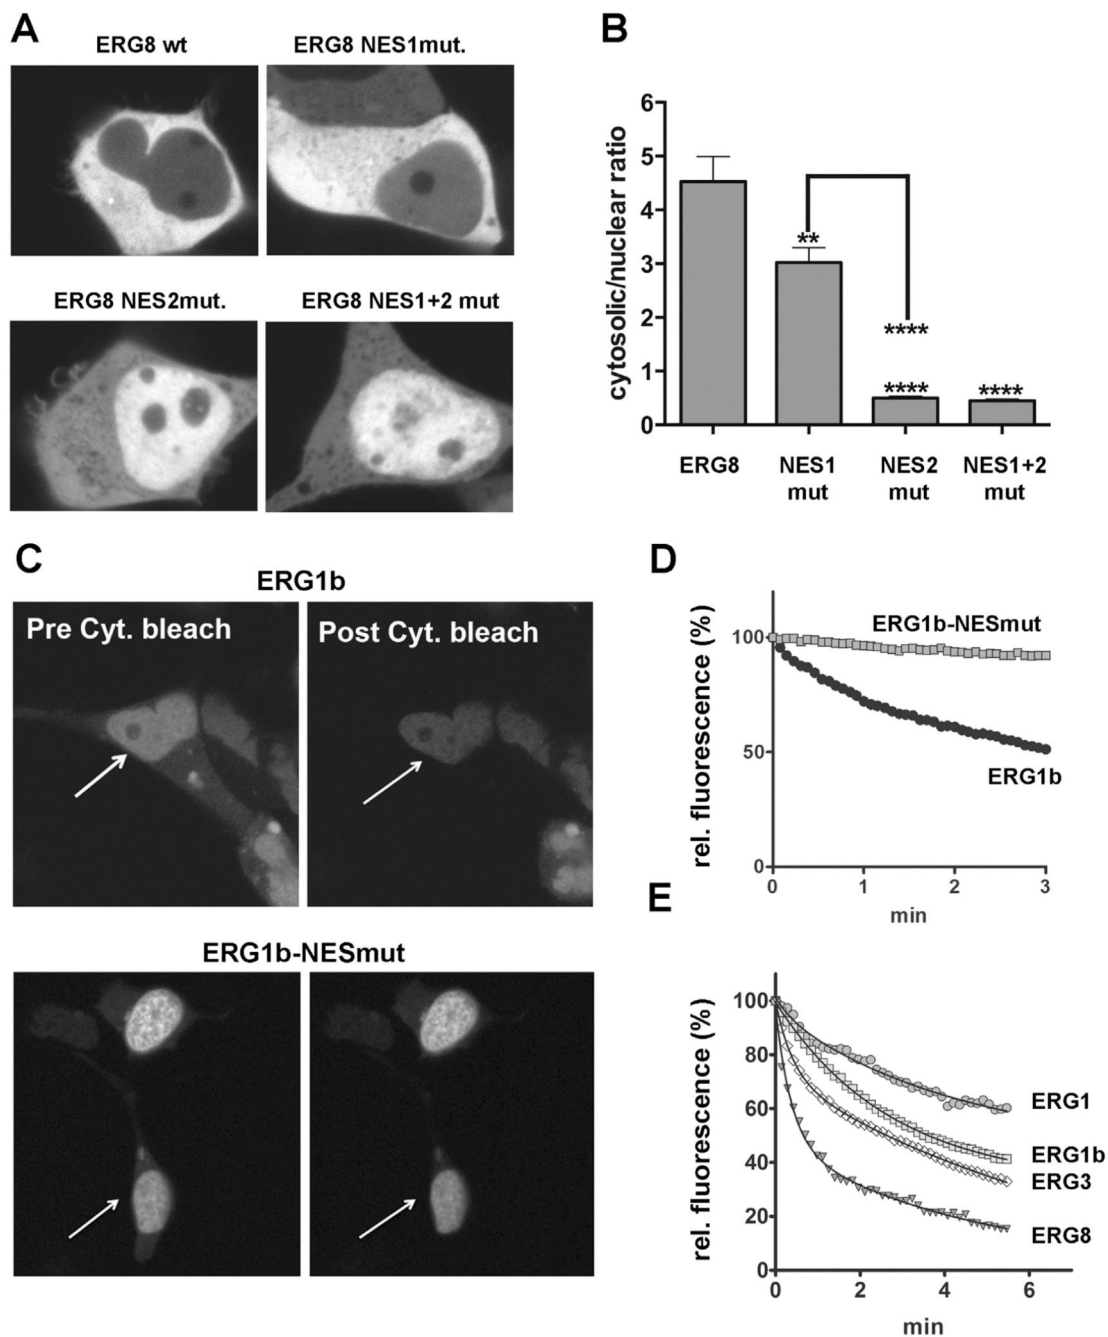 A
ERG8 wt
ERG8 NES1mut.
ERG8 NES2mut.
ERG8 NES1+2 mut
B
cytosolic/nuclear ratio
6
5
4
3
2
1
0
**
****
****
****
ERG8
NES1 mut
NES2 mut
NES1+2 mut
C
ERG1b
Pre Cyt. bleach
Post Cyt. bleach
ERG1b-NESmut
D
rel. fluorescence (%)
100
50
0
ERG1b-NESmut
ERG1b
0 1 2 3
min
E
rel. fluorescence (%)
100
80
60
40
20
0
ERG1
ERG1b
ERG3
ERG8
0 2 4 6
min